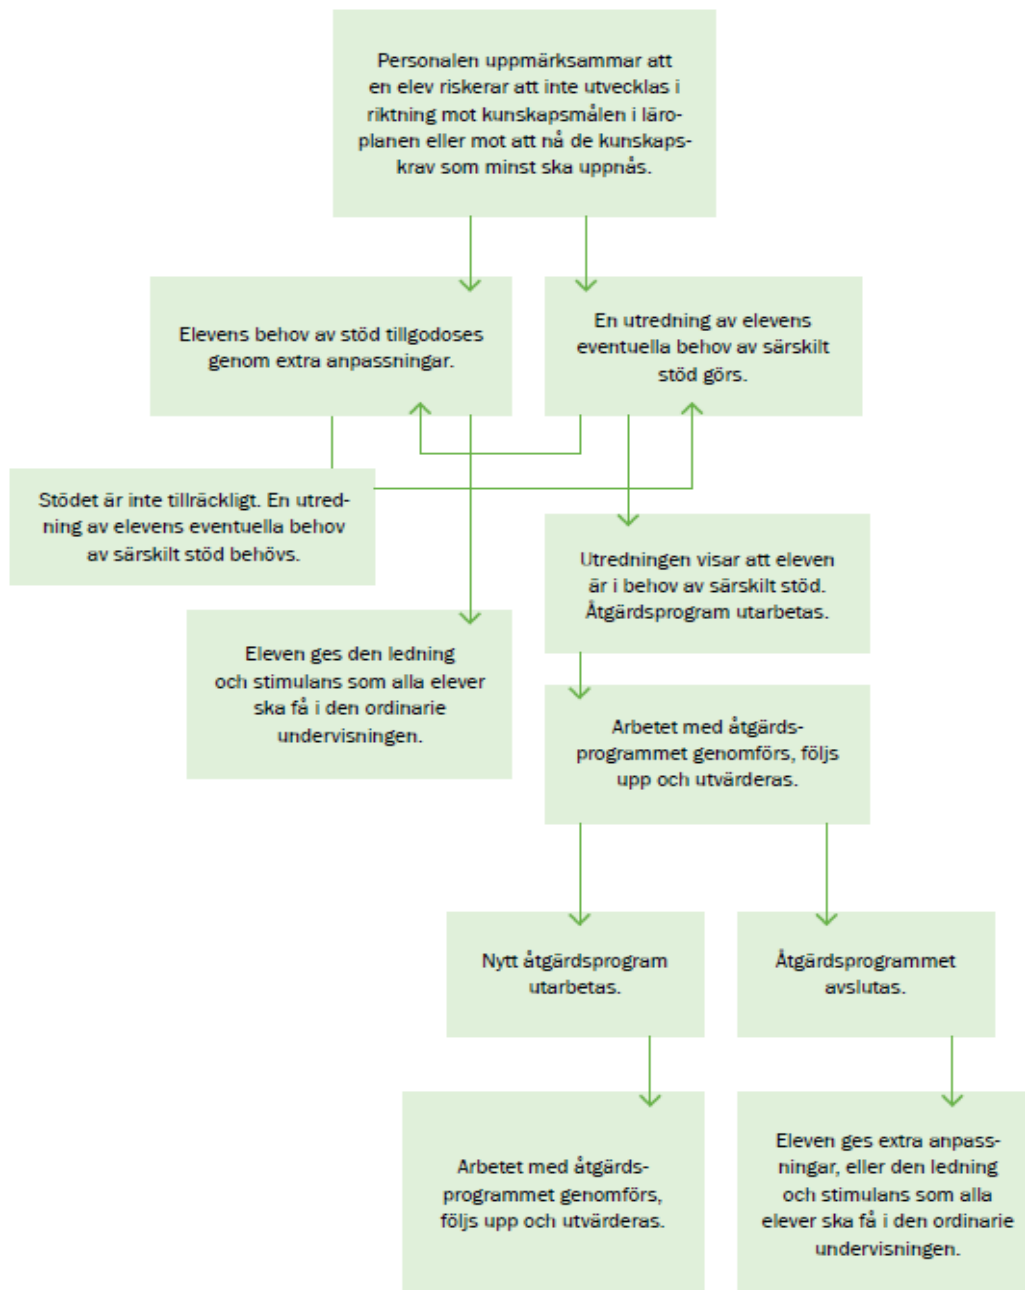 Personalen uppmärksammar att
en elev riskerar att inte utvecklas i
riktning mot kunskapsmålen i läro-
planen eller mot att nå de kunskaps-
krav som minst ska uppnås.
Elevens behov av stöd tillgodoses
genom extra anpassningar.
En utredning av elevens
eventuella behov av särskilt
stöd görs.
Stödet är inte tillräckligt. En utred-
ning av elevens eventuella behov
av särskilt stöd behövs.
Utredningen visar att eleven
är i behov av särskilt stöd.
Åtgärdsprogram utarbetas.
Eleven ges den ledning
och stimulans som alla elever
ska få i den ordinarie
undervisningen.
Arbetet med åtgärds-
programmet genomförs, följs
upp och utvärderas.
Nytt åtgärdsprogram
utarbetas.
Åtgärdsprogrammet
avslutas.
Arbetet med åtgärds-
programmet genomförs,
följs upp och utvärderas.
Eleven ges extra anpass-
ningar, eller den ledning
och stimulans som alla
elever ska få i den ordinarie
undervisningen.